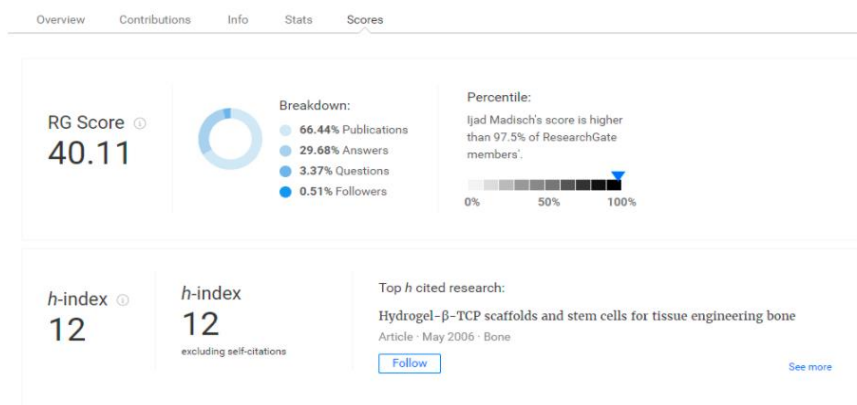 Overview Contributions Info Stats Scores
RG Score
40.11
Breakdown:
66.44% Publications
29.68% Answers
3.37% Questions
0.51% Followers
Percentile:
Ijad Madisch's score is higher
than 97.5% of ResearchGate
members*.
0% 50% 100%
h-index
12
h-index
12
excluding self-citations
Top h cited research:
Hydrogel-β-TCP scaffolds and stem cells for tissue engineering bone
Article · May 2006 · Bone
Follow
See more